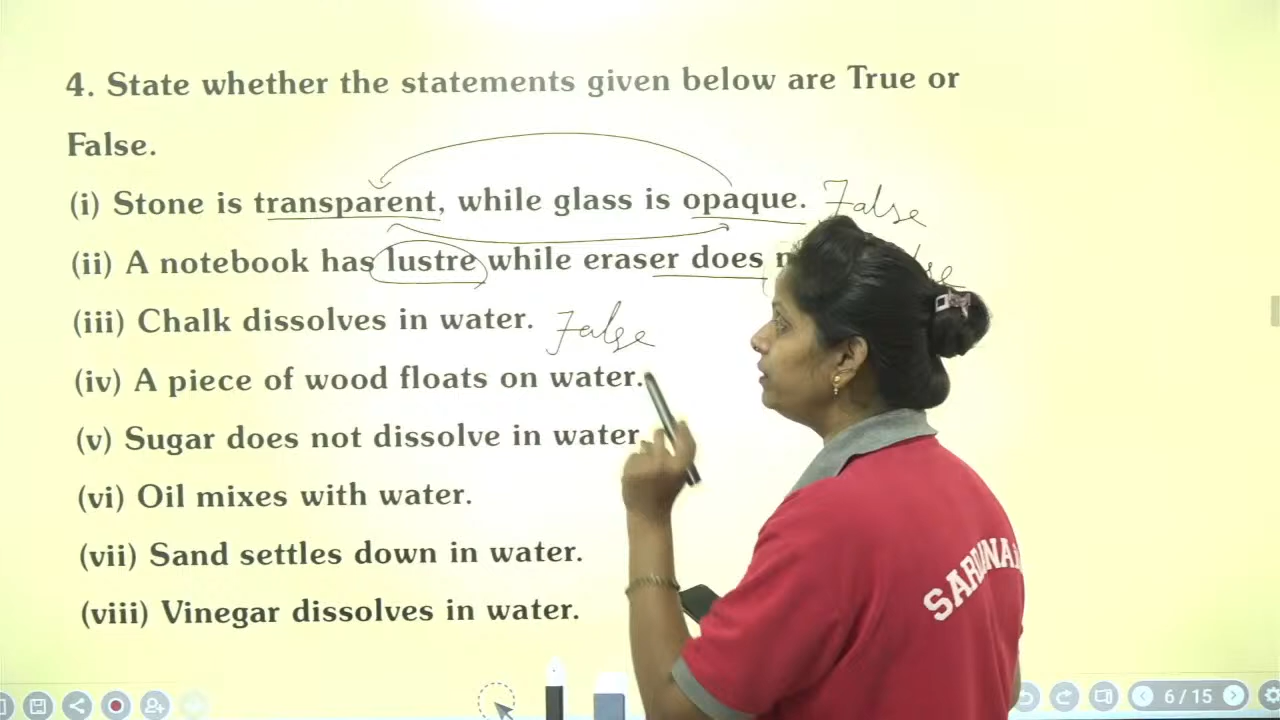 4. State whether the statements given below are True or
False.
(i) Stone is transparent, while glass is opaque. False
(ii) A notebook has lustre while eraser does
(iii) Chalk dissolves in water. False
(iv) A piece of wood floats on water.
(v) Sugar does not dissolve in water
(vi) Oil mixes with water.
(vii) Sand settles down in water.
(viii) Vinegar dissolves in water.
6 / 15